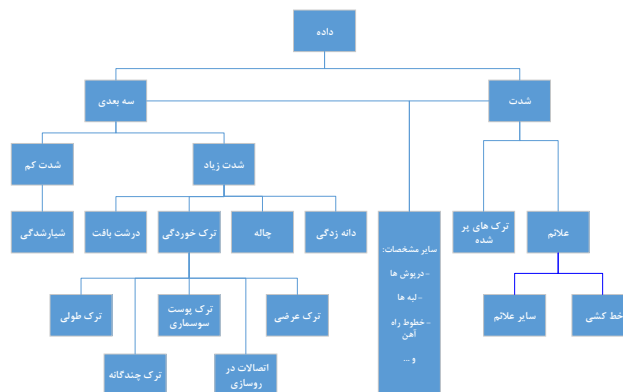 داده
شدت
سه بعدی
شدت زیاد
شدت کم
علائم
ترک های پر
شده
سایر مشخصات:
-درپوش ها
-لبه ها
-خطوط راه
آهن
و ...
دانه زدگی
چاله
ترک خوردگی
درشت بافت
شیارشدگی
خط کشی
سایر علائم
ترک عرضی
ترک پوست
سوسماری
ترک طولی
اتصالات در
روسازی
ترک چندگانه